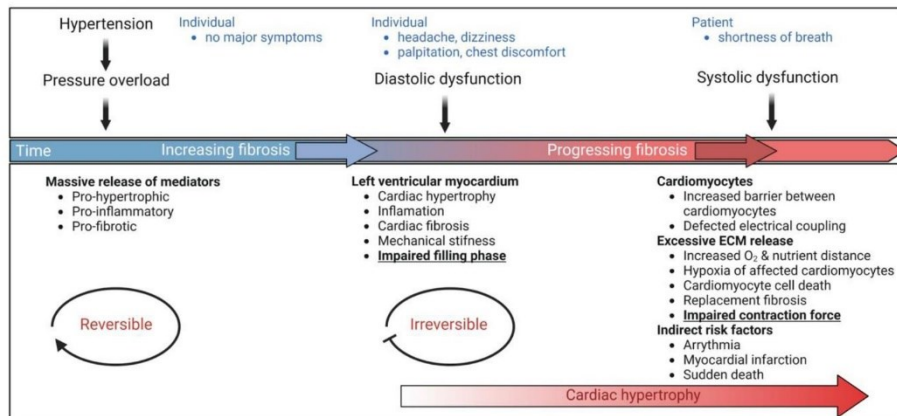 Hypertension
Pressure overload
Individual
• no major symptoms
Individual
• headache, dizziness
• palpitation, chest discomfort
Diastolic dysfunction
Patient
• shortness of breath
Systolic dysfunction
Time
Increasing fibrosis
Progressing fibrosis
Massive release of mediators
• Pro-hypertrophic
• Pro-inflammatory
• Pro-fibrotic
Reversible
Left ventricular myocardium
• Cardiac hypertrophy
• Inflamation
• Cardiac fibrosis
• Mechanical stifness
• Impaired filling phase
Irreversible
Cardiomyocytes
• Increased barrier between
cardiomyocytes
• Defected electrical coupling
Excessive ECM release
• Increased O₂ & nutrient distance
• Hypoxia of affected cardiomyocytes
• Cardiomyocyte cell death
• Replacement fibrosis
• Impaired contraction force
Indirect risk factors
• Arrythmia
• Myocardial infarction
• Sudden death
Cardiac hypertrophy